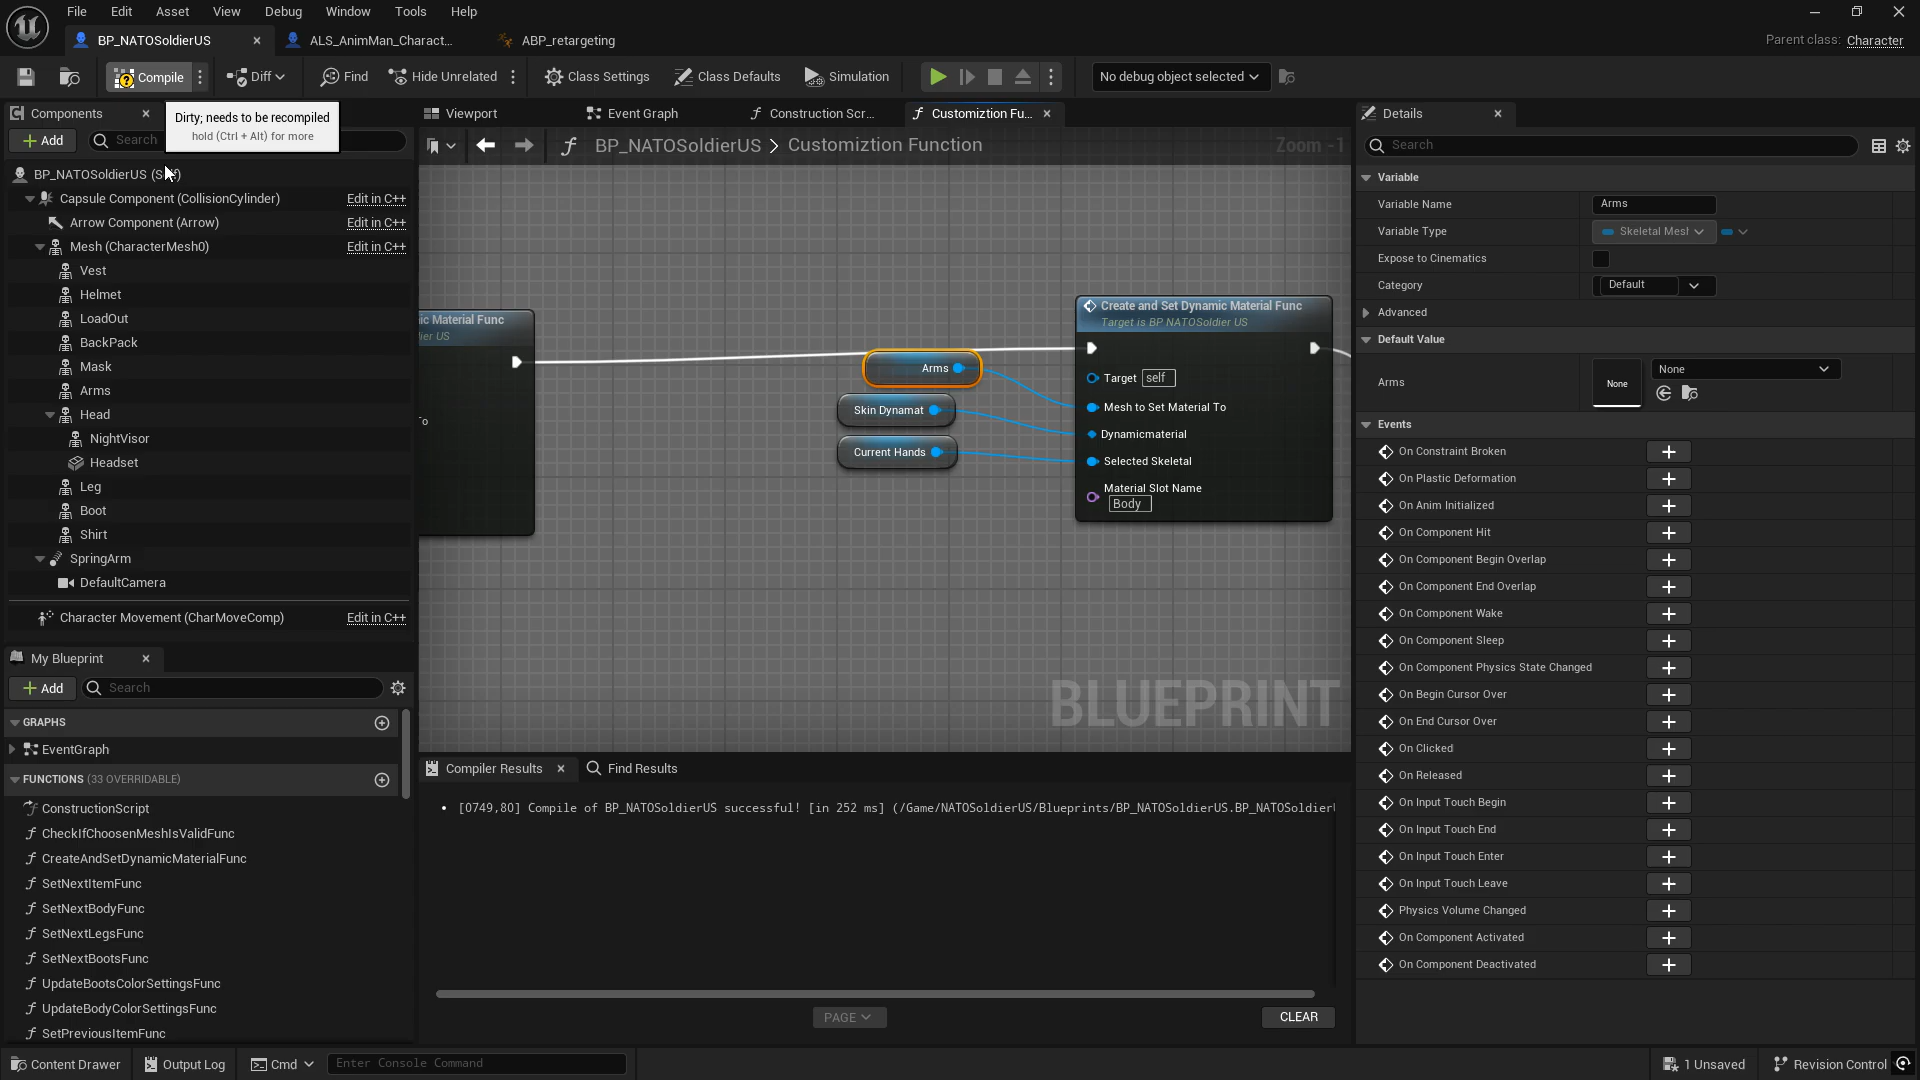 File Edit Asset View Debug Window Tools Help
BP_NATOSoldierUS ALS_AnimMan_Charact... ABP_retargeting
Parent class: Character
Compile Diff Find Hide Unrelated Class Settings Class Defaults Simulation No debug object selected
Components
Dirty; needs to be recompiled
hold (Ctrl + Alt) for more
Add Search
BP_NATOSoldierUS
Capsule Component (CollisionCylinder) Edit in C++
Arrow Component (Arrow) Edit in C++
Mesh (CharacterMesh0) Edit in C++
Vest
Helmet
LoadOut
BackPack
Mask
Arms
Head
NightVisor
Headset
Leg
Boot
Shirt
SpringArm
DefaultCamera
Character Movement (CharMoveComp) Edit in C++
My Blueprint
Add Search
GRAPHS
EventGraph
FUNCTIONS (33 OVERRIDABLE)
ConstructionScript
CheckIfChoosenMeshIsValidFunc
CreateAndSetDynamicMaterialFunc
SetNextItemFunc
SetNextBodyFunc
SetNextLegsFunc
SetNextBootsFunc
UpdateBootsColorSettingsFunc
UpdateBodyColorSettingsFunc
SetPreviousItemFunc
Viewport Event Graph Construction Scr... Customiztion Fu...
BP_NATOSoldierUS > Customiztion Function
Zoom -1
ic Material Func
ier US
o
Arms
Skin Dynamat
Current Hands
Create and Set Dynamic Material Func
Target is BP NATOSoldier US
Target self
Mesh to Set Material To
Dynamicmaterial
Selected Skeletal
Material Slot Name
Body
BLUEPRINT
Compiler Results Find Results
[0749,80] Compile of BP_NATOSoldierUS successful! [in 252 ms] (/Game/NATOSoldierUS/Blueprints/BP_NATOSoldierUS.BP_NATOSoldierU
PAGE CLEAR
Details
Search
Variable
Variable Name Arms
Variable Type Skeletal Mesh
Expose to Cinematics
Category Default
Advanced
Default Value
Arms None None
Events
On Constraint Broken
On Plastic Deformation
On Anim Initialized
On Component Hit
On Component Begin Overlap
On Component End Overlap
On Component Wake
On Component Sleep
On Component Physics State Changed
On Begin Cursor Over
On End Cursor Over
On Clicked
On Released
On Input Touch Begin
On Input Touch End
On Input Touch Enter
On Input Touch Leave
Physics Volume Changed
On Component Activated
On Component Deactivated
Content Drawer Output Log Cmd Enter Console Command 1 Unsaved Revision Control